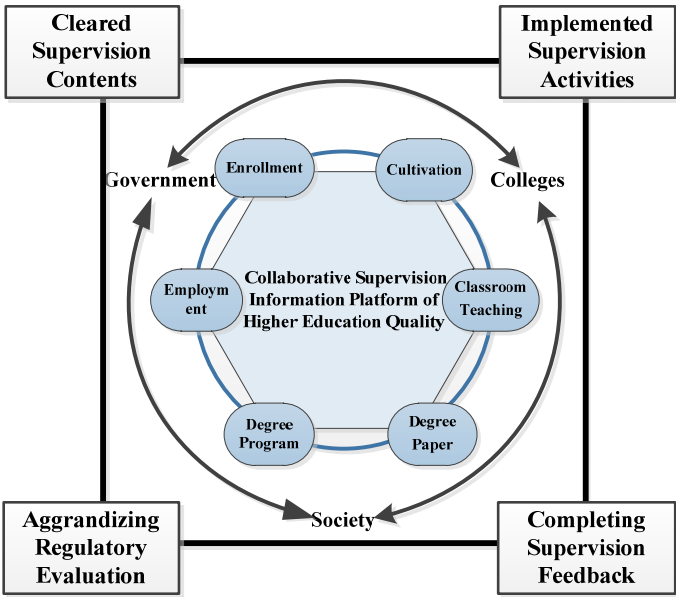 Cleared
Supervision
Contents
Implemented
Supervision
Activities
Government
Enrollment
Cultivation
Colleges
Employm
ent
Collaborative Supervision
Information Platform of
Higher Education Quality
Classroom
Teaching
Degree
Program
Degree
Paper
Society
Aggrandizing
Regulatory
Evaluation
Completing
Supervision
Feedback